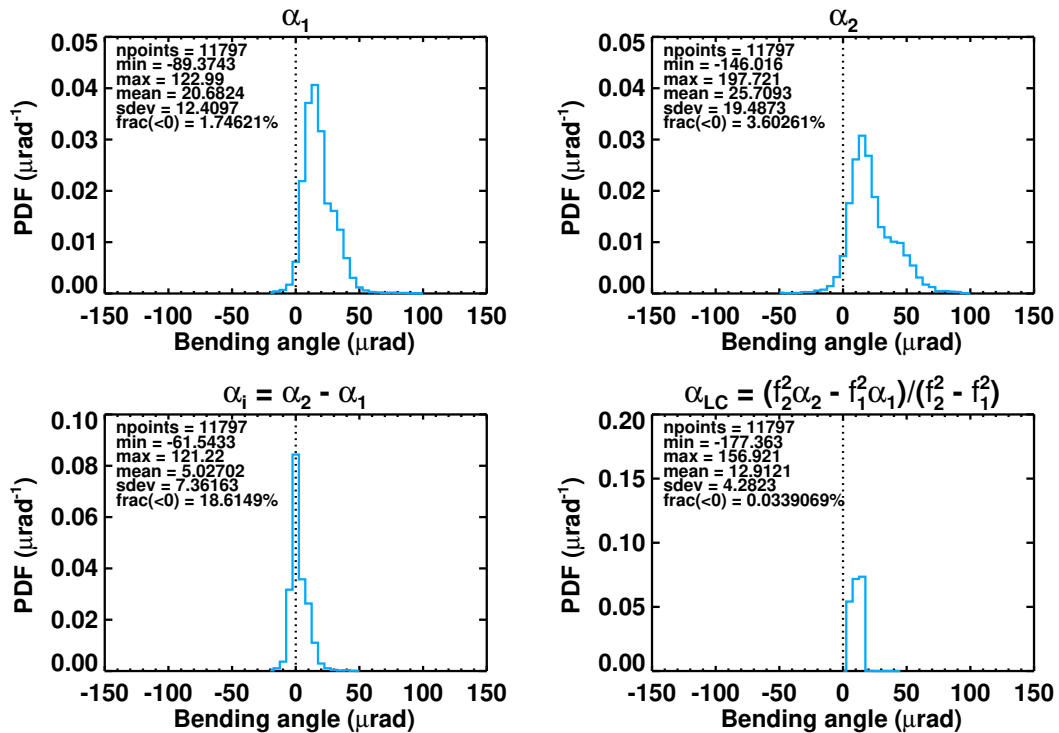 α₁
npoints = 11797
min = -89.3743
max = 122.99
mean = 20.6824
sdev = 12.4097
frac(<0) = 1.74621%
0.05
0.04
0.03
0.02
0.01
0.00
PDF (μrad⁻¹)
-150 -100 -50 0 50 100 150
Bending angle (μrad)
α₂
npoints = 11797
min = -146.016
max = 197.721
mean = 25.7093
sdev = 19.4873
frac(<0) = 3.60261%
0.05
0.04
0.03
0.02
0.01
0.00
PDF (μrad⁻¹)
-150 -100 -50 0 50 100 150
Bending angle (μrad)
αᵢ = α₂ - α₁
npoints = 11797
min = -61.5433
max = 121.22
mean = 5.02702
sdev = 7.36163
frac(<0) = 18.6149%
0.10
0.08
0.06
0.04
0.02
0.00
PDF (μrad⁻¹)
-150 -100 -50 0 50 100 150
Bending angle (μrad)
α_LC = (f₂²α₂ - f₁²α₁)/(f₂² - f₁²)
npoints = 11797
min = -177.363
max = 156.921
mean = 12.9121
sdev = 4.2823
frac(<0) = 0.0339069%
0.20
0.15
0.10
0.05
0.00
PDF (μrad⁻¹)
-150 -100 -50 0 50 100 150
Bending angle (μrad)